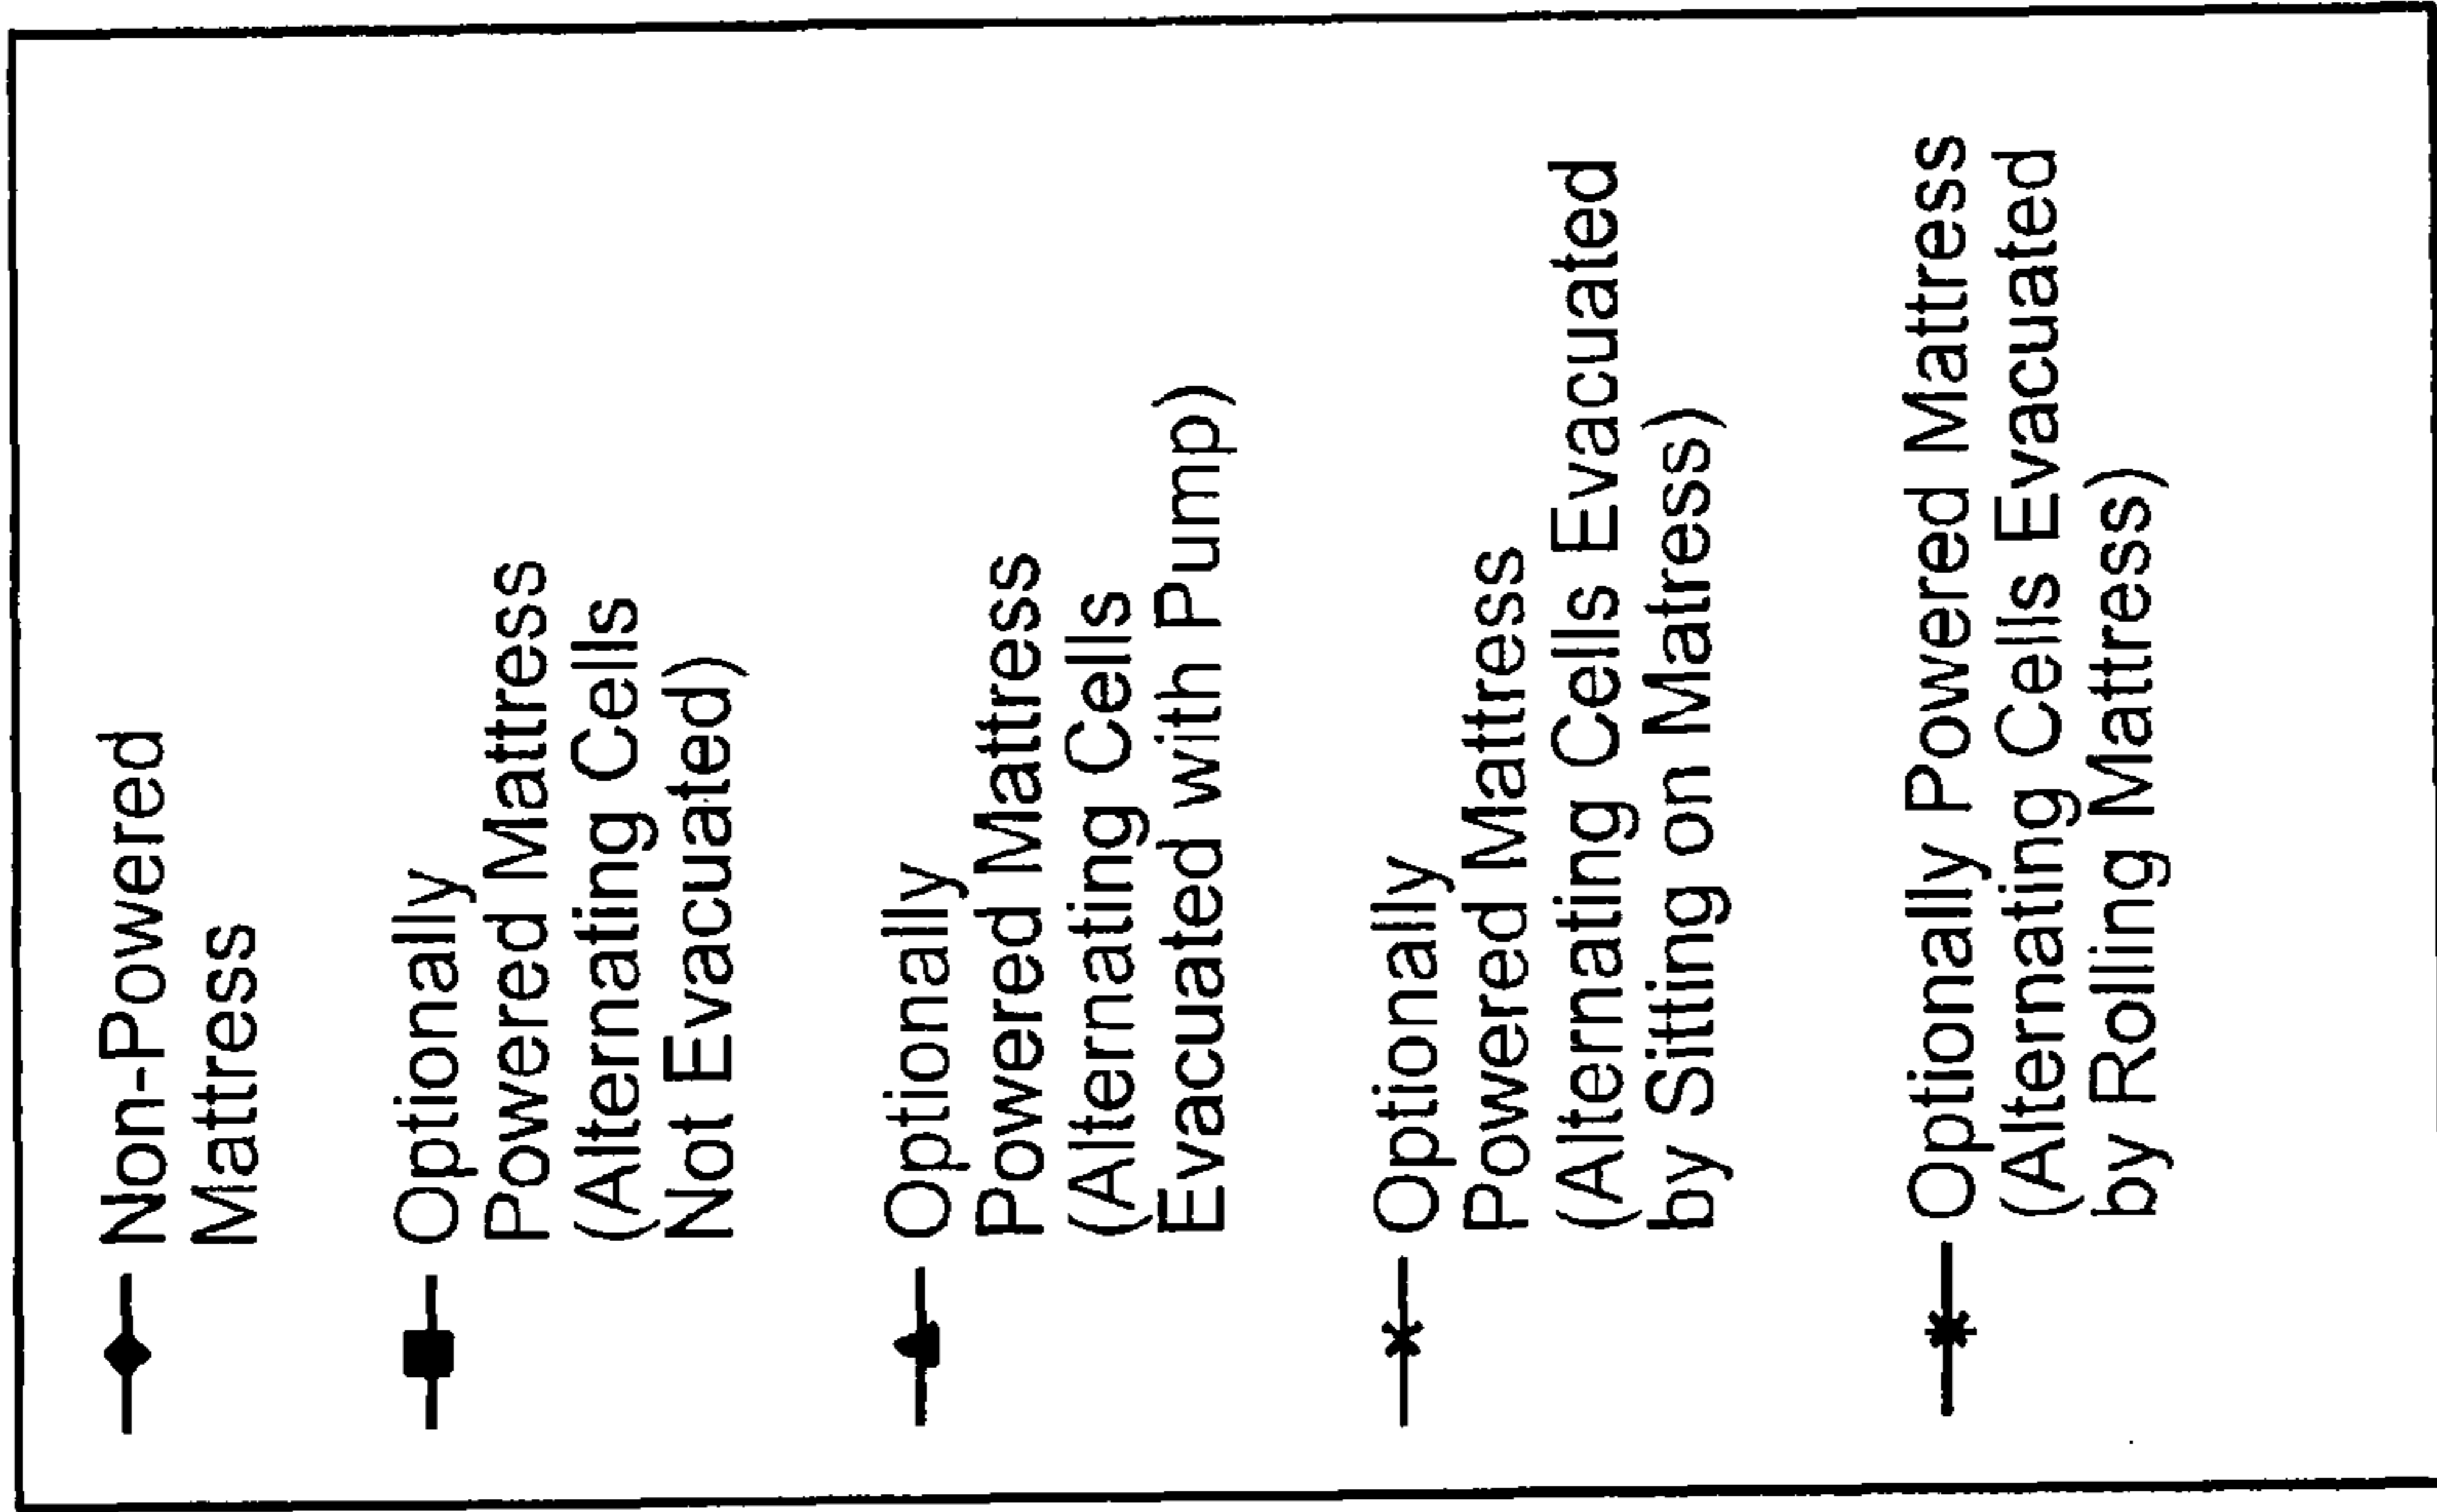 Non-Powered
Mattress
Optionally
Powered Mattress
(Alternating Cells
Not Evacuated)
Optionally
Powered Mattress
(Alternating Cells
Evacuated with Pump)
Optionally
Powered Mattress
(Alternating Cells Evacuated
by Sitting on Matress)
Optionally Powered Mattress
(Alternating Cells Evacuated
by Rolling Mattress)